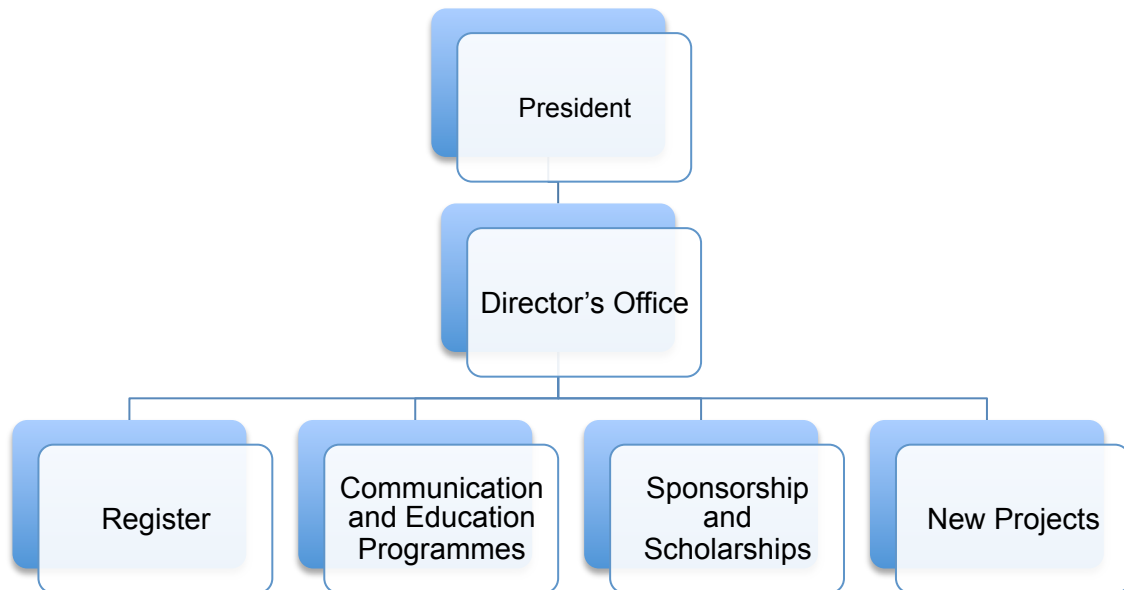 President
Director’s Office
Register
Communication
and Education
Programmes
Sponsorship
and
Scholarships
New Projects